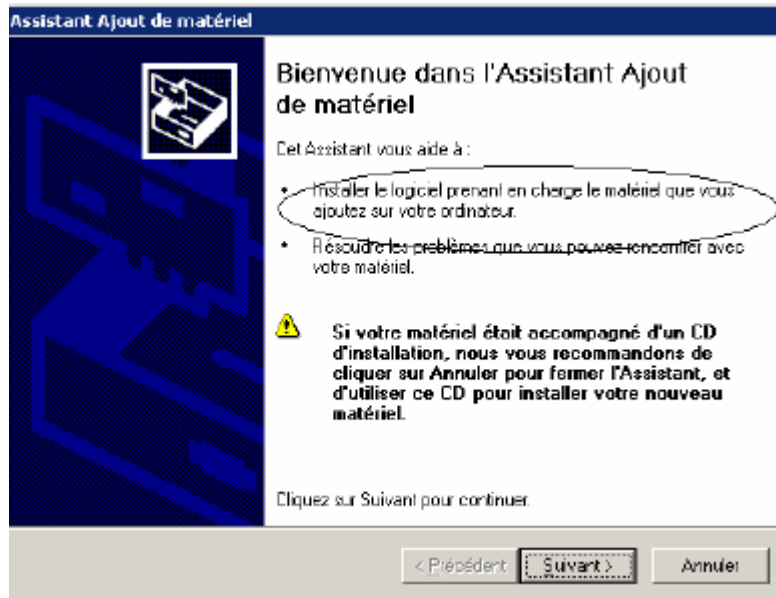 Assistant Ajout de matériel
Bienvenue dans l'Assistant Ajout
de matériel
Cet Assistant vous aide à :
• Installer le logiciel prenant en charge le matériel que vous
ajoutez sur votre ordinateur.
• Résoudre les problèmes que vous pouvez rencontrer avec
votre matériel.
Si votre matériel était accompagné d'un CD
d'installation, nous vous recommandons de
cliquer sur Annuler pour fermer l'Assistant, et
d'utiliser ce CD pour installer votre nouveau
matériel.
Cliquez sur Suivant pour continuer.
< Précédent Suivant > Annuler